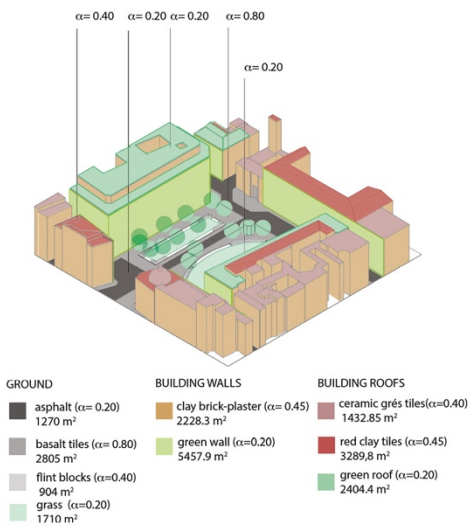 α= 0.40 α= 0.20 α= 0.20 α= 0.80
α= 0.20
GROUND
asphalt (α= 0.20)
1270 m²
basalt tiles (α= 0.80)
2805 m²
flint blocks (α=0.40)
904 m²
grass (α=0.20)
1710 m²
BUILDING WALLS
clay brick-plaster (α= 0.45)
2228.3 m²
green wall (α=0.20)
5457.9 m²
BUILDING ROOFS
ceramic grés tiles(α=0.40)
1432.85 m²
red clay tiles (α=0.45)
3289,8 m²
green roof (α=0.20)
2404.4 m²